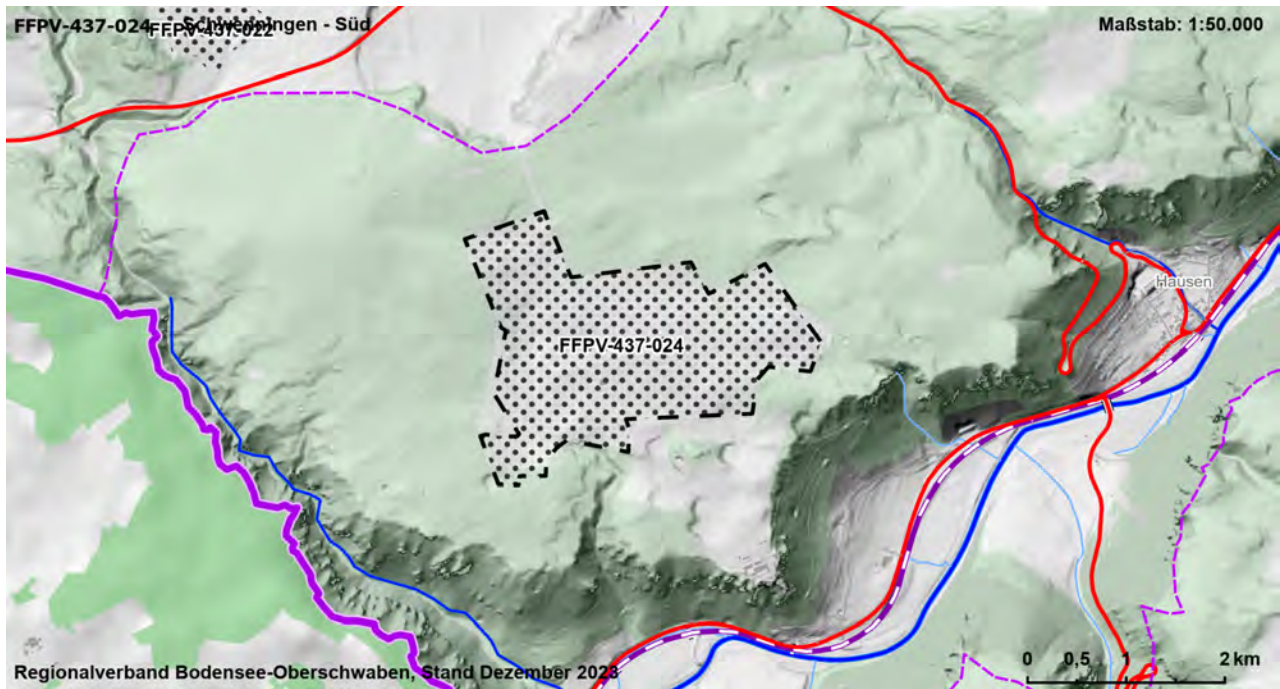 FFPV-437-024 - Schwenningen - Süd
FFPV-437-022
Maßstab: 1:50.000
Hausen
FFPV-437-024
Regionalverband Bodensee-Oberschwaben, Stand Dezember 2023
0 0,5 1 2 km